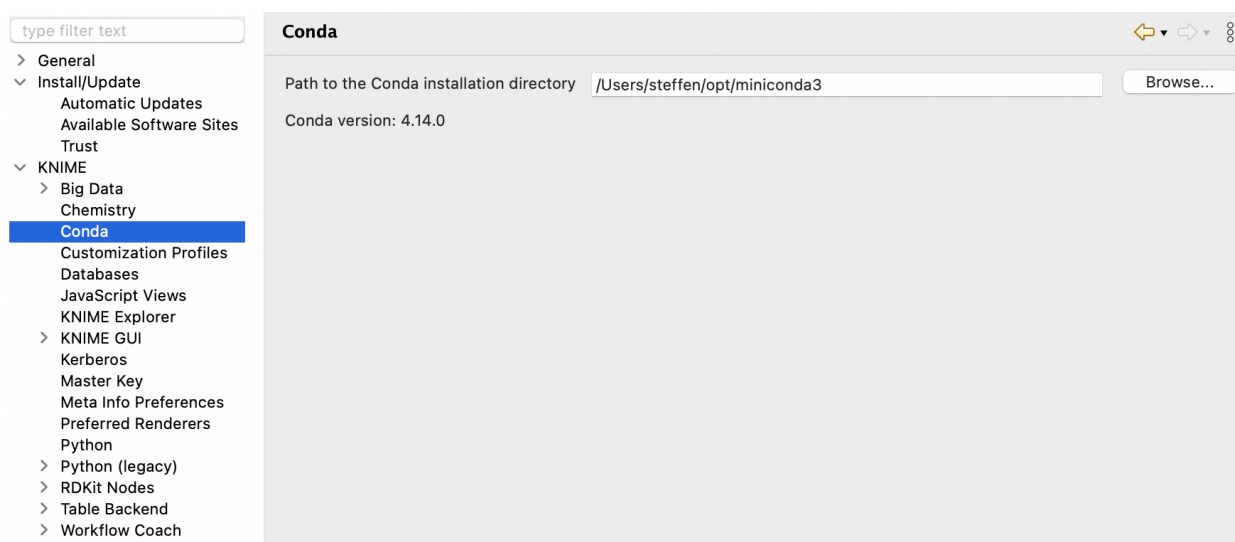 type filter text
General
Install/Update
Automatic Updates
Available Software Sites
Trust
KNIME
Big Data
Chemistry
Conda
Customization Profiles
Databases
JavaScript Views
KNIME Explorer
KNIME GUI
Kerberos
Master Key
Meta Info Preferences
Preferred Renderers
Python
Python (legacy)
RDKit Nodes
Table Backend
Workflow Coach
Conda
Path to the Conda installation directory /Users/steffen/opt/miniconda3 Browse...
Conda version: 4.14.0